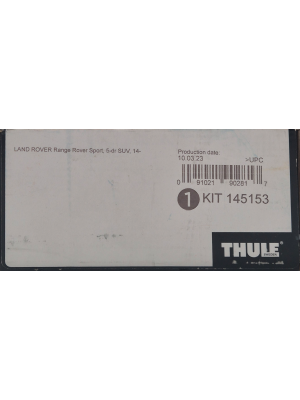 LAND ROVER Range Rover Sport, 5-dr SUV, 14-
Production date:
10.03.23
=UPC
0 91021 90281 7
1 KIT 145153
THULE
SWEDEN